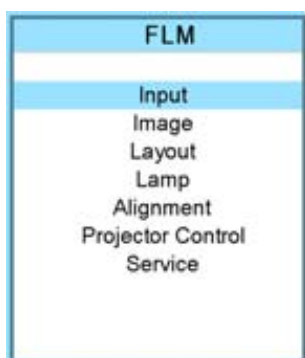 FLM
Input
Image
Layout
Lamp
Alignment
Projector Control
Service